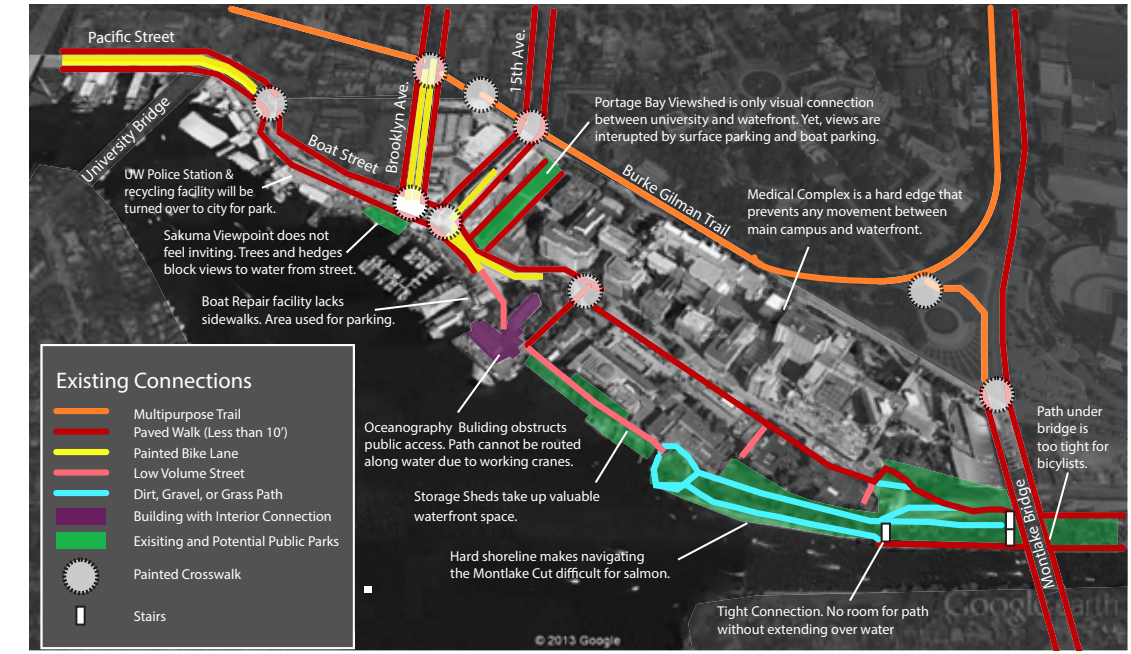 Pacific Street
University Bridge
Boat Street
Brooklyn Ave.
15th Ave.
Burke Gilman Trail
Montlake Bridge
Portage Bay Viewshed is only visual connection
between university and watefront. Yet, views are
interupted by surface parking and boat parking.
Medical Complex is a hard edge that
prevents any movement between
main campus and waterfront.
UW Police Station &
recycling facility will be
turned over to city for park.
Sakuma Viewpoint does not
feel inviting. Trees and hedges
block views to water from street.
Boat Repair facility lacks
sidewalks. Area used for parking.
Oceanography Buliding obstructs
public access. Path cannot be routed
along water due to working cranes.
Storage Sheds take up valuable
waterfront space.
Hard shoreline makes navigating
the Montlake Cut difficult for salmon.
Tight Connection. No room for path
without extending over water
Path under
bridge is
too tight for
bicylists.
Existing Connections
Multipurpose Trail
Paved Walk (Less than 10')
Painted Bike Lane
Low Volume Street
Dirt, Gravel, or Grass Path
Building with Interior Connection
Exisiting and Potential Public Parks
Painted Crosswalk
Stairs
© 2013 Google
Google earth